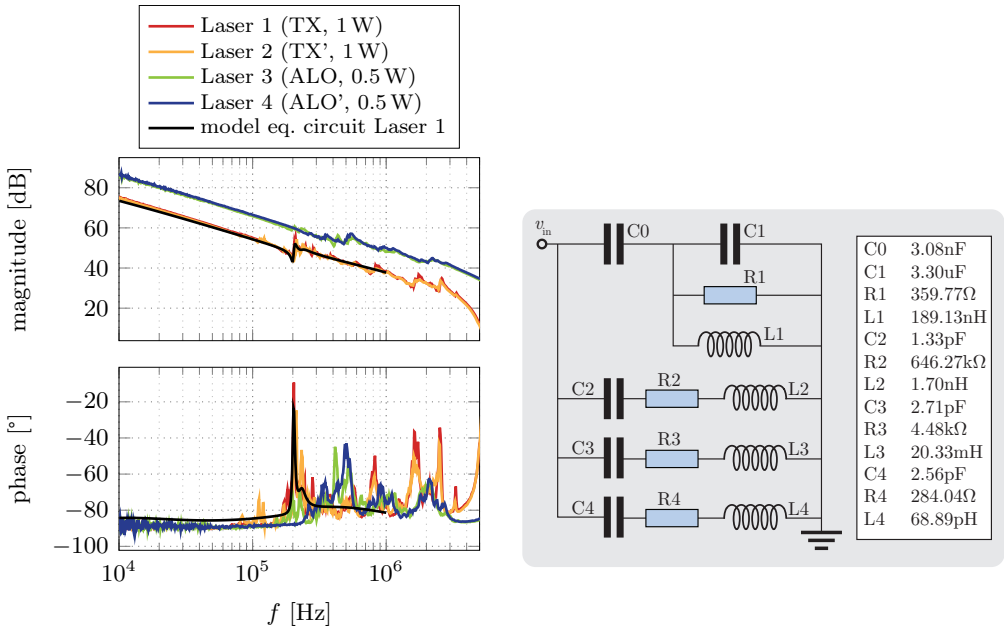 Laser 1 (TX, 1 W)
Laser 2 (TX', 1 W)
Laser 3 (ALO, 0.5 W)
Laser 4 (ALO', 0.5 W)
model eq. circuit Laser 1
magnitude [dB]
80
60
40
20
phase [°]
−20
−40
−60
−80
−100
10^4
10^5
10^6
f [Hz]
v_in
C0
C1
R1
L1
C2
R2
L2
C3
R3
L3
C4
R4
L4
C0 3.08nF
C1 3.30uF
R1 359.77Ω
L1 189.13nH
C2 1.33pF
R2 646.27kΩ
L2 1.70nH
C3 2.71pF
R3 4.48kΩ
L3 20.33mH
C4 2.56pF
R4 284.04Ω
L4 68.89pH